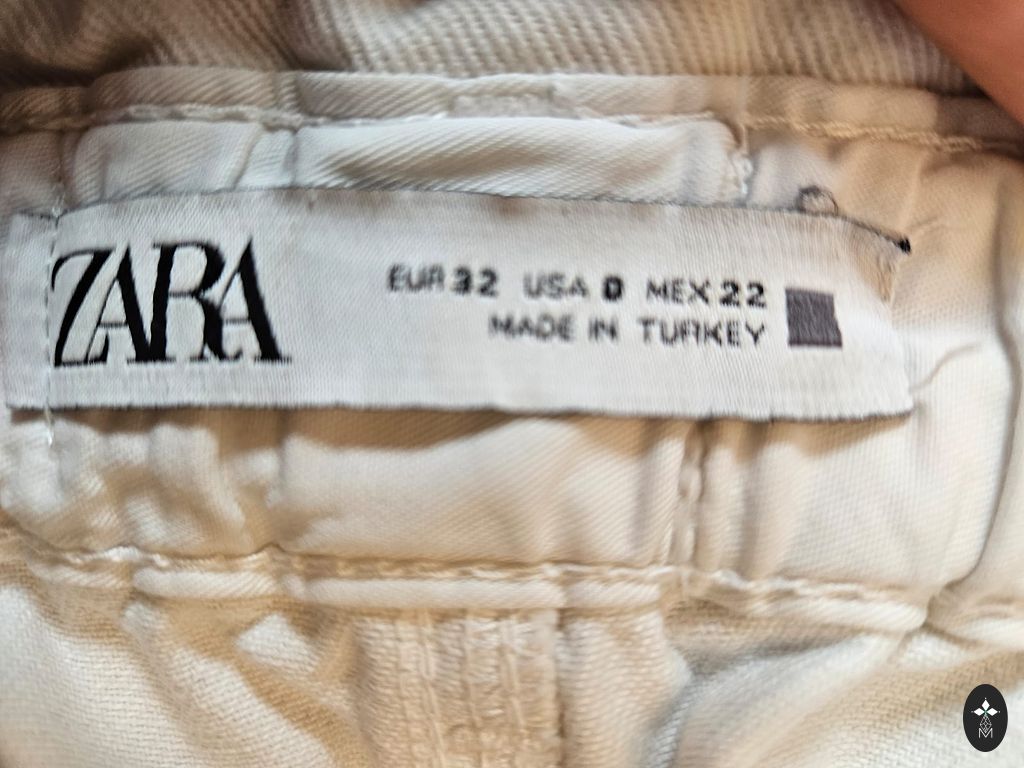 ZARA
EUR 32 USA 0 MEX 22
MADE IN TURKEY
M